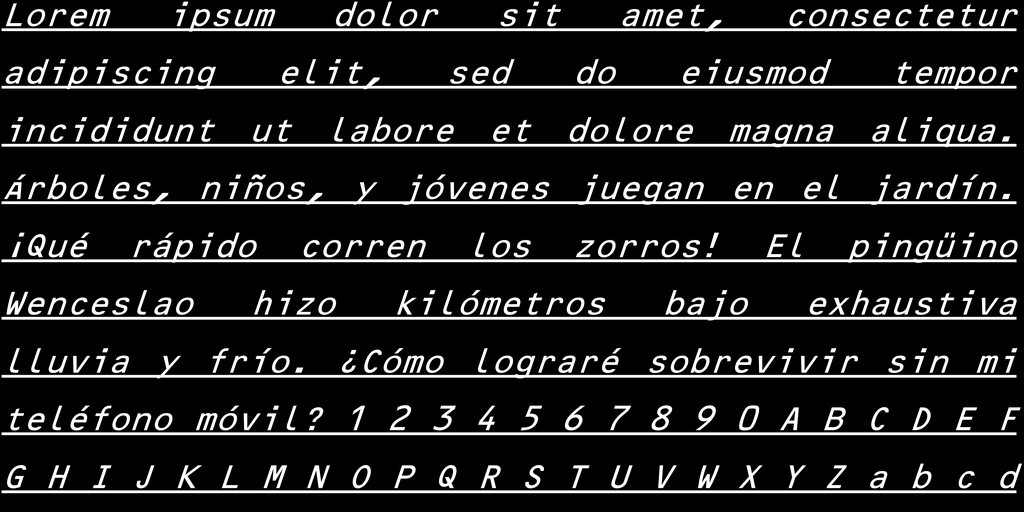 Lorem ipsum dolor sit amet, consectetur
adipiscing elit, sed do eiusmod tempor
incididunt ut labore et dolore magna aliqua.
Árboles, niños, y jóvenes juegan en el jardín.
¡Qué rápido corren los zorros! El pingüino
Wenceslao hizo kilómetros bajo exhaustiva
lluvia y frío. ¿Cómo lograré sobrevivir sin mi
teléfono móvil? 1 2 3 4 5 6 7 8 9 0 A B C D E F
G H I J K L M N O P Q R S T U V W X Y Z a b c d